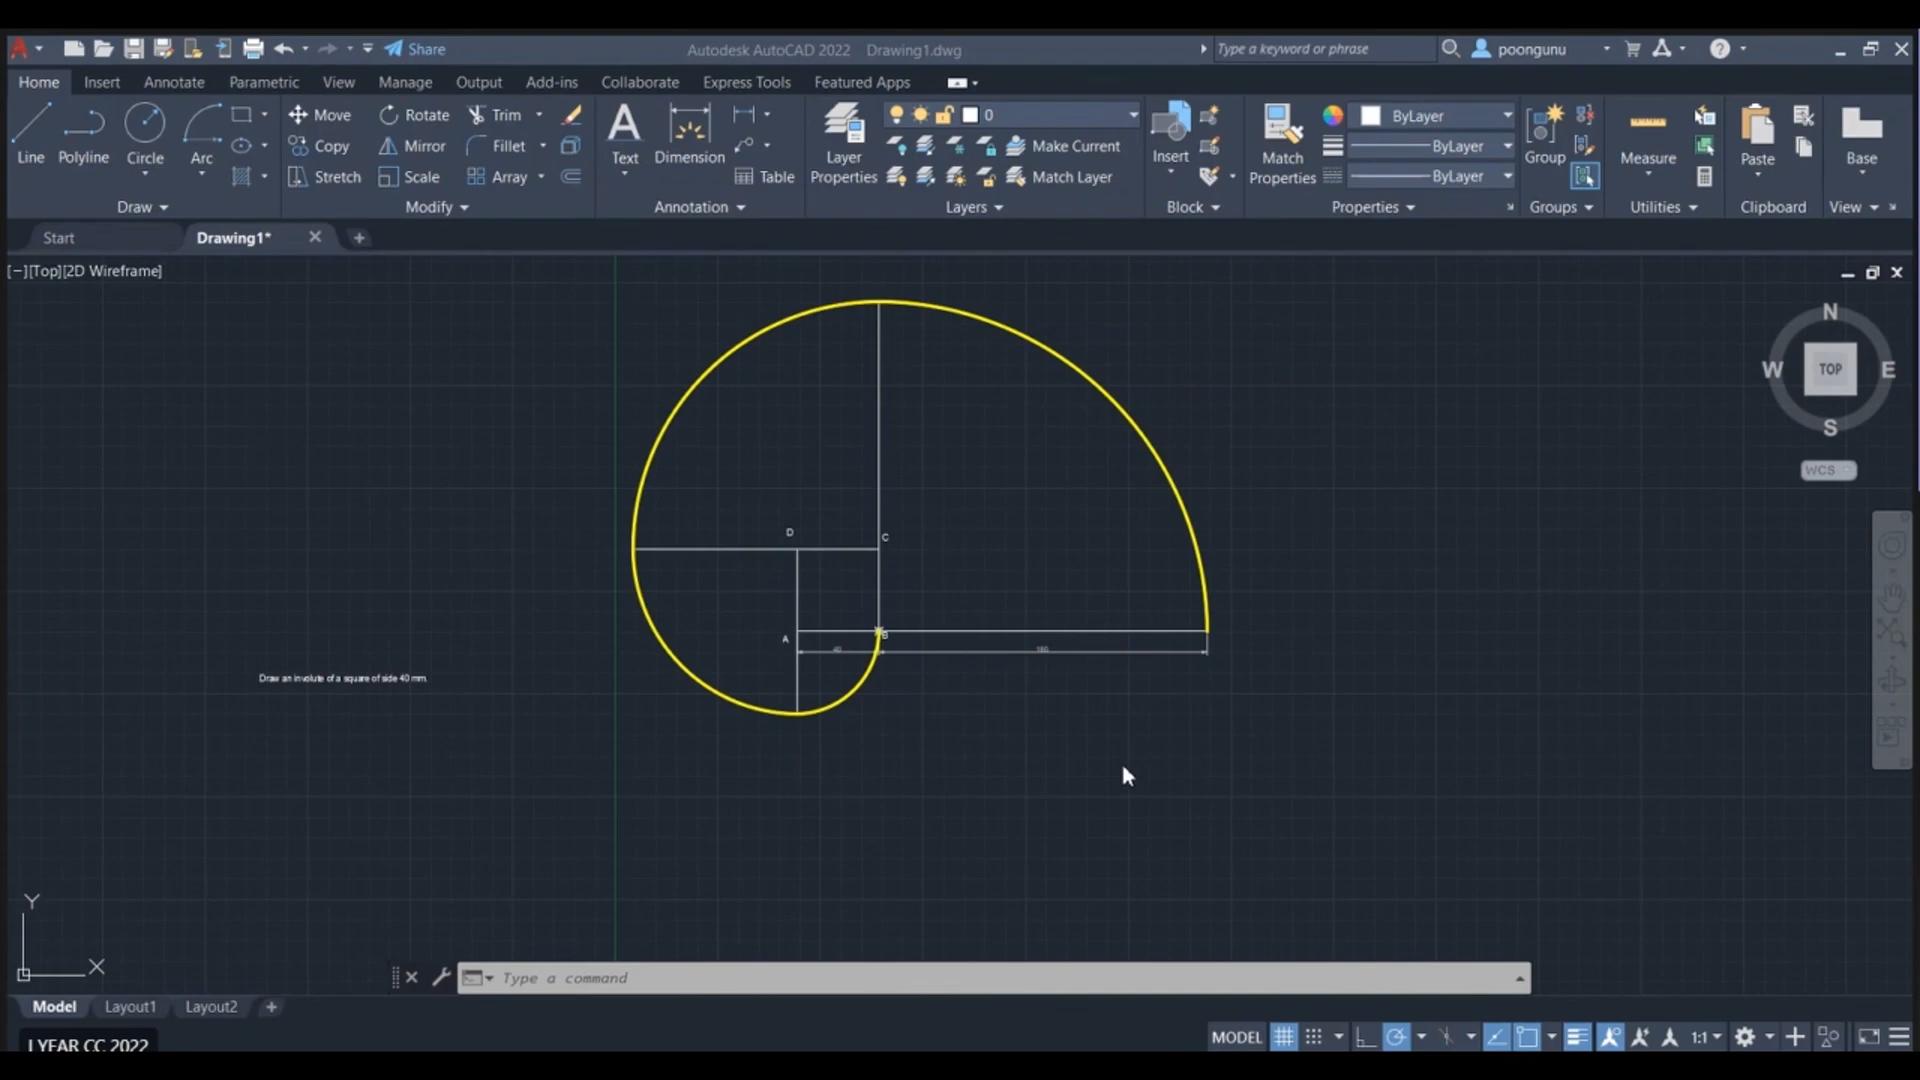 Share
Autodesk AutoCAD 2022 Drawing1.dwg
Type a keyword or phrase
poongunu
Home Insert Annotate Parametric View Manage Output Add-ins Collaborate Express Tools Featured Apps
Line Polyline Circle Arc
Move Rotate Trim
Copy Mirror Fillet
Stretch Scale Array
Text Dimension Table
Layer Properties
0
Make Current
Match Layer
Insert
Match Properties
ByLayer
ByLayer
ByLayer
Group
Measure
Paste
Base
Draw Modify Annotation Layers Block Properties Groups Utilities Clipboard View
Start Drawing1*
[−][Top][2D Wireframe]
N
W TOP E
S
WCS
D
C
A
B
40
160
Draw an involute of a square of side 40 mm.
Y
X
Type a command
Model Layout1 Layout2
I YEAR CC 2022
MODEL 1:1